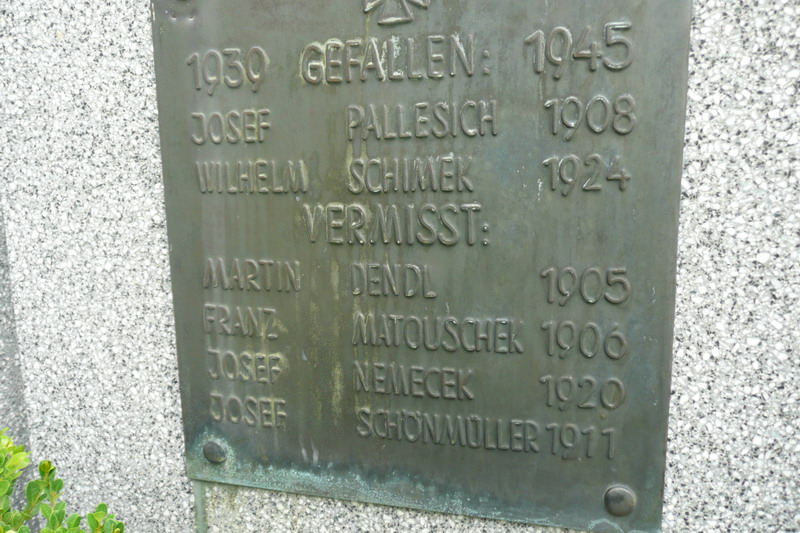 1939 GEFALLEN: 1945
JOSEF PALLESICH 1908
WILHELM SCHIMEK 1924
VERMISST:
MARTIN DENDL 1905
FRANZ MATOUSCHEK 1906
JOSEF NEMECEK 1920
JOSEF SCHÖNMÜLLER 1911